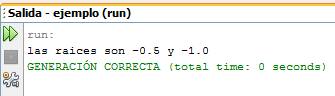 Salida - ejemplo (run)
run:
las raices son -0.5 y -1.0
GENERACIÓN CORRECTA (total time: 0 seconds)